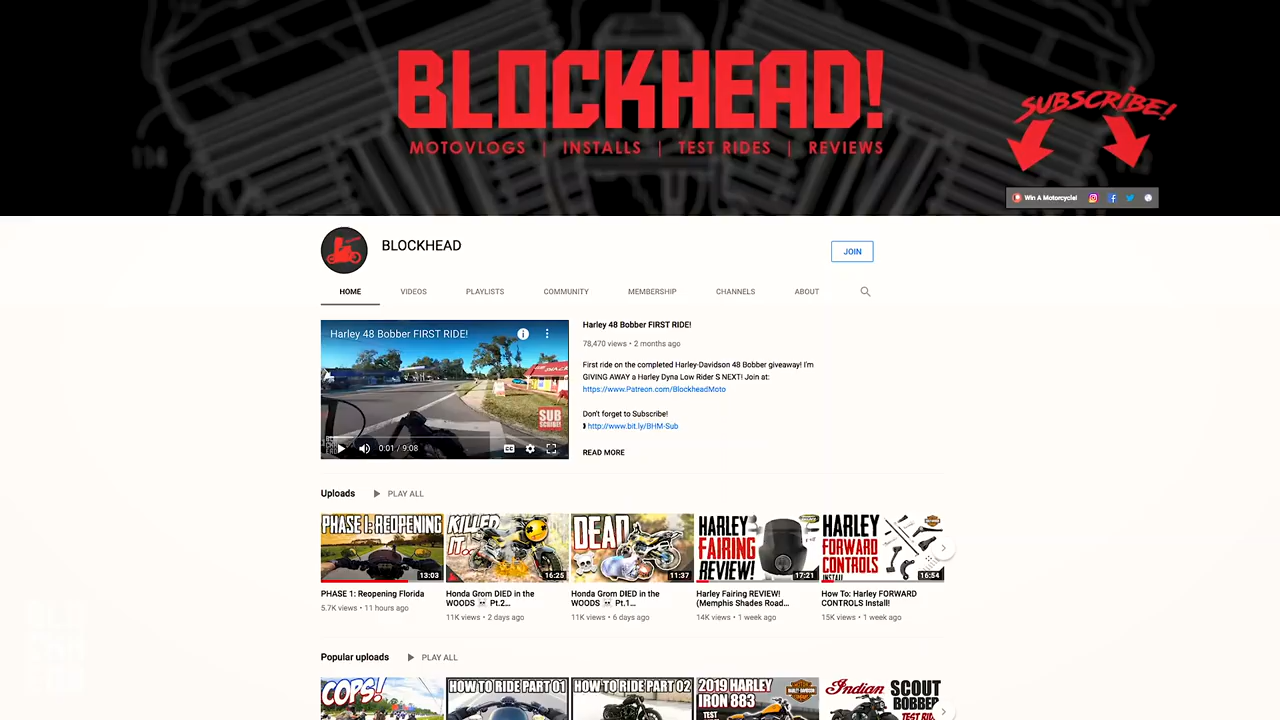 BLOCKHEAD!
MOTOVLOGS | INSTALLS | TEST RIDES | REVIEWS
SUBSCRIBE!
114
Win A Motorcycle!
BLOCKHEAD
JOIN
HOME
VIDEOS
PLAYLISTS
COMMUNITY
MEMBERSHIP
CHANNELS
ABOUT
Harley 48 Bobber FIRST RIDE!
SUB
SCRIBE!
0:01 / 9:08
CC
Harley 48 Bobber FIRST RIDE!
78,470 views • 2 months ago
First ride on the completed Harley-Davidson 48 Bobber giveaway! I'm
GIVING AWAY a Harley Dyna Low Rider S NEXT! Join at:
https://www.Patreon.com/BlockheadMoto
Don't forget to Subscribe!
http://www.bit.ly/BHM-Sub
READ MORE
Uploads
PLAY ALL
PHASE 1: REOPENING
13:03
PHASE 1: Reopening Florida
5.7K views • 11 hours ago
KILLED
IT..
16:25
Honda Grom DIED in the
WOODS ☠ Pt.2...
11K views • 2 days ago
DEAD
11:37
Honda Grom DIED in the
WOODS ☠ Pt.1...
11K views • 6 days ago
HARLEY
FAIRING
REVIEW!
17:21
Harley Fairing REVIEW!
(Memphis Shades Road...
14K views • 1 week ago
HARLEY
FORWARD
CONTROLS
INSTALL
16:54
How To: Harley FORWARD
CONTROLS Install!
15K views • 1 week ago
Popular uploads
PLAY ALL
COPS!
HOW TO RIDE PART 01
HOW TO RIDE PART 02
2019 HARLEY
IRON 883
TEST
Indian SCOUT
BOBBER
TEST RIDE